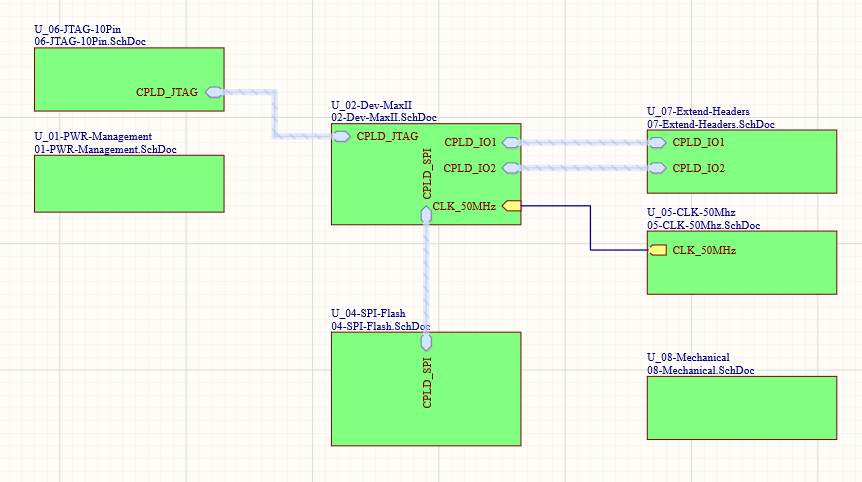 U_06-JTAG-10Pin
06-JTAG-10Pin.SchDoc
CPLD_JTAG
U_01-PWR-Management
01-PWR-Management.SchDoc
U_02-Dev-MaxII
02-Dev-MaxII.SchDoc
CPLD_JTAG
CPLD_IO1
CPLD_IO2
CPLD_SPI
CLK_50MHz
U_07-Extend-Headers
07-Extend-Headers.SchDoc
CPLD_IO1
CPLD_IO2
U_05-CLK-50Mhz
05-CLK-50Mhz.SchDoc
CLK_50MHz
U_04-SPI-Flash
04-SPI-Flash.SchDoc
CPLD_SPI
U_08-Mechanical
08-Mechanical.SchDoc